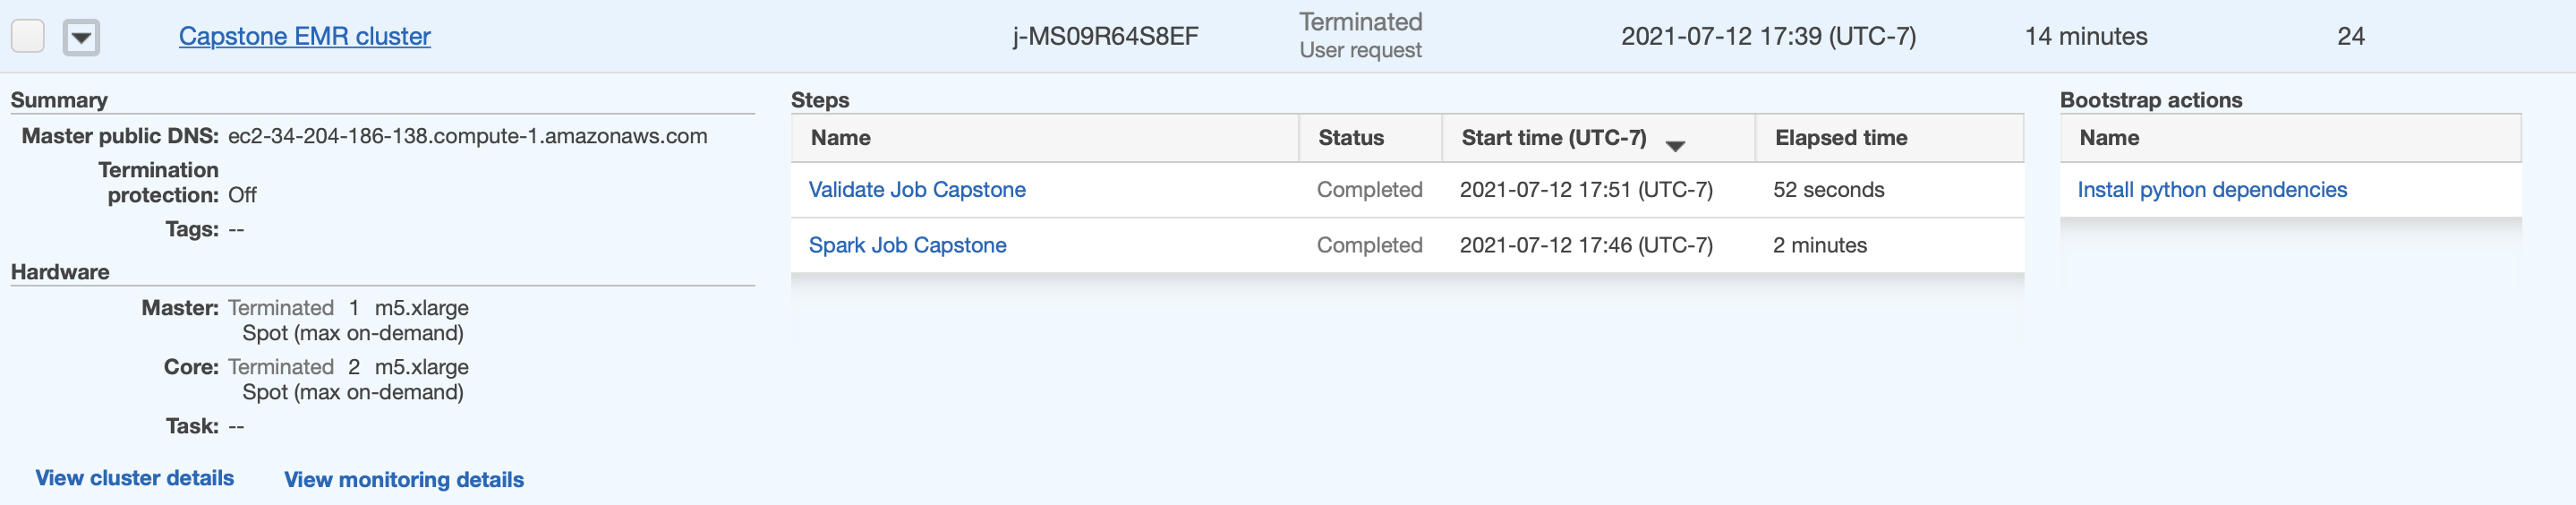 Capstone EMR cluster j-MS09R64S8EF Terminated 2021-07-12 17:39 (UTC-7) 14 minutes 24
User request
Summary
Master public DNS: ec2-34-204-186-138.compute-1.amazonaws.com
Termination
protection: Off
Tags: --
Hardware
Master: Terminated 1 m5.xlarge
Spot (max on-demand)
Core: Terminated 2 m5.xlarge
Spot (max on-demand)
Task: --
View cluster details View monitoring details
Steps
Name Status Start time (UTC-7) Elapsed time
Validate Job Capstone Completed 2021-07-12 17:51 (UTC-7) 52 seconds
Spark Job Capstone Completed 2021-07-12 17:46 (UTC-7) 2 minutes
Bootstrap actions
Name
Install python dependencies